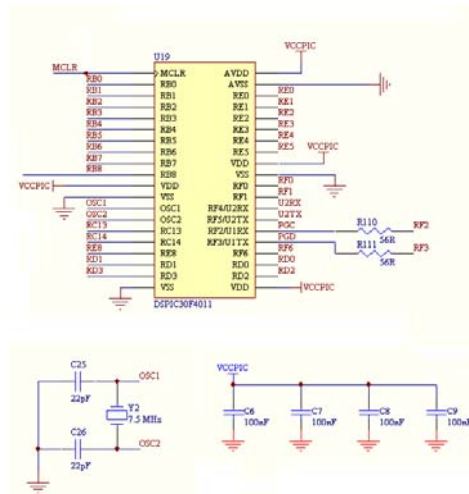 U19
VCCPIC
MCLR MCLR AVDD
RB0 RB0 AVSS
RB1 RB1 RE0 RE0
RB2 RB2 RE1 RE1
RB3 RB3 RE2 RE2
RB4 RB4 RE3 RE3
RB5 RB5 RE4 RE4
RB6 RB6 RE5 RE5
RB7 RB7 VDD VCCPIC
RB8 RB8 VSS
VCCPIC VDD RF0 RF0
VSS RF1 RF1
OSC1 OSC1 RF4/U2RX U2RX
OSC2 OSC2 RF5/U2TX U2TX
RC13 RC13 RF2/U1RX PGC R110 RF2
RC14 RC14 RF3/U1TX PGD 56R
RE8 RE8 RF6 RF6 R111 RF3
RD1 RD1 RD0 RD0 56R
RD3 RD3 RD2 RD2
VSS VDD VCCPIC
DSPIC30F4011
C25 OSC1
22pF
Y2
7.5 MHz
C26 OSC2
22pF
VCCPIC
C6 C7 C8 C9
100nF 100nF 100nF 100nF